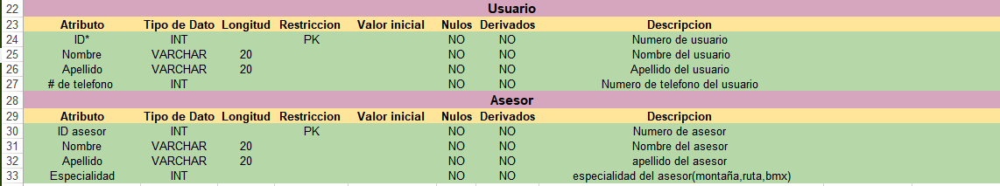 22 Usuario
23 Atributo Tipo de Dato Longitud Restriccion Valor inicial Nulos Derivados Descripcion
24 ID* INT PK NO NO Numero de usuario
25 Nombre VARCHAR 20 NO NO Nombre del usuario
26 Apellido VARCHAR 20 NO NO Apellido del usuario
27 # de telefono INT NO NO Numero de telefono del usuario
28 Asesor
29 Atributo Tipo de Dato Longitud Restriccion Valor inicial Nulos Derivados Descripcion
30 ID asesor INT PK NO NO Numero de asesor
31 Nombre VARCHAR 20 NO NO Nombre del asesor
32 Apellido VARCHAR 20 NO NO apellido del asesor
33 Especialidad INT NO NO especialidad del asesor(montaña,ruta,bmx)